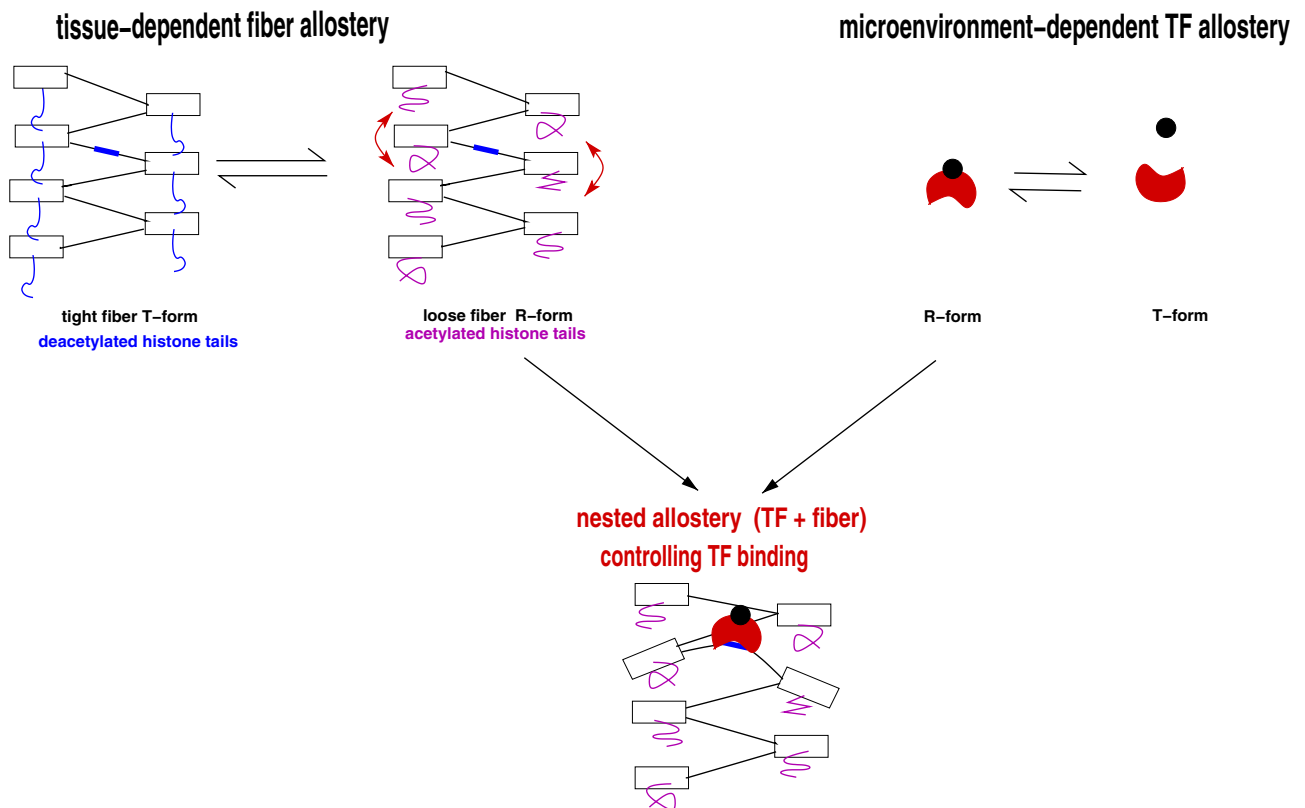 tissue–dependent fiber allostery
microenvironment–dependent TF allostery
tight fiber T–form
deacetylated histone tails
loose fiber R–form
acetylated histone tails
R–form
T–form
nested allostery (TF + fiber)
controlling TF binding